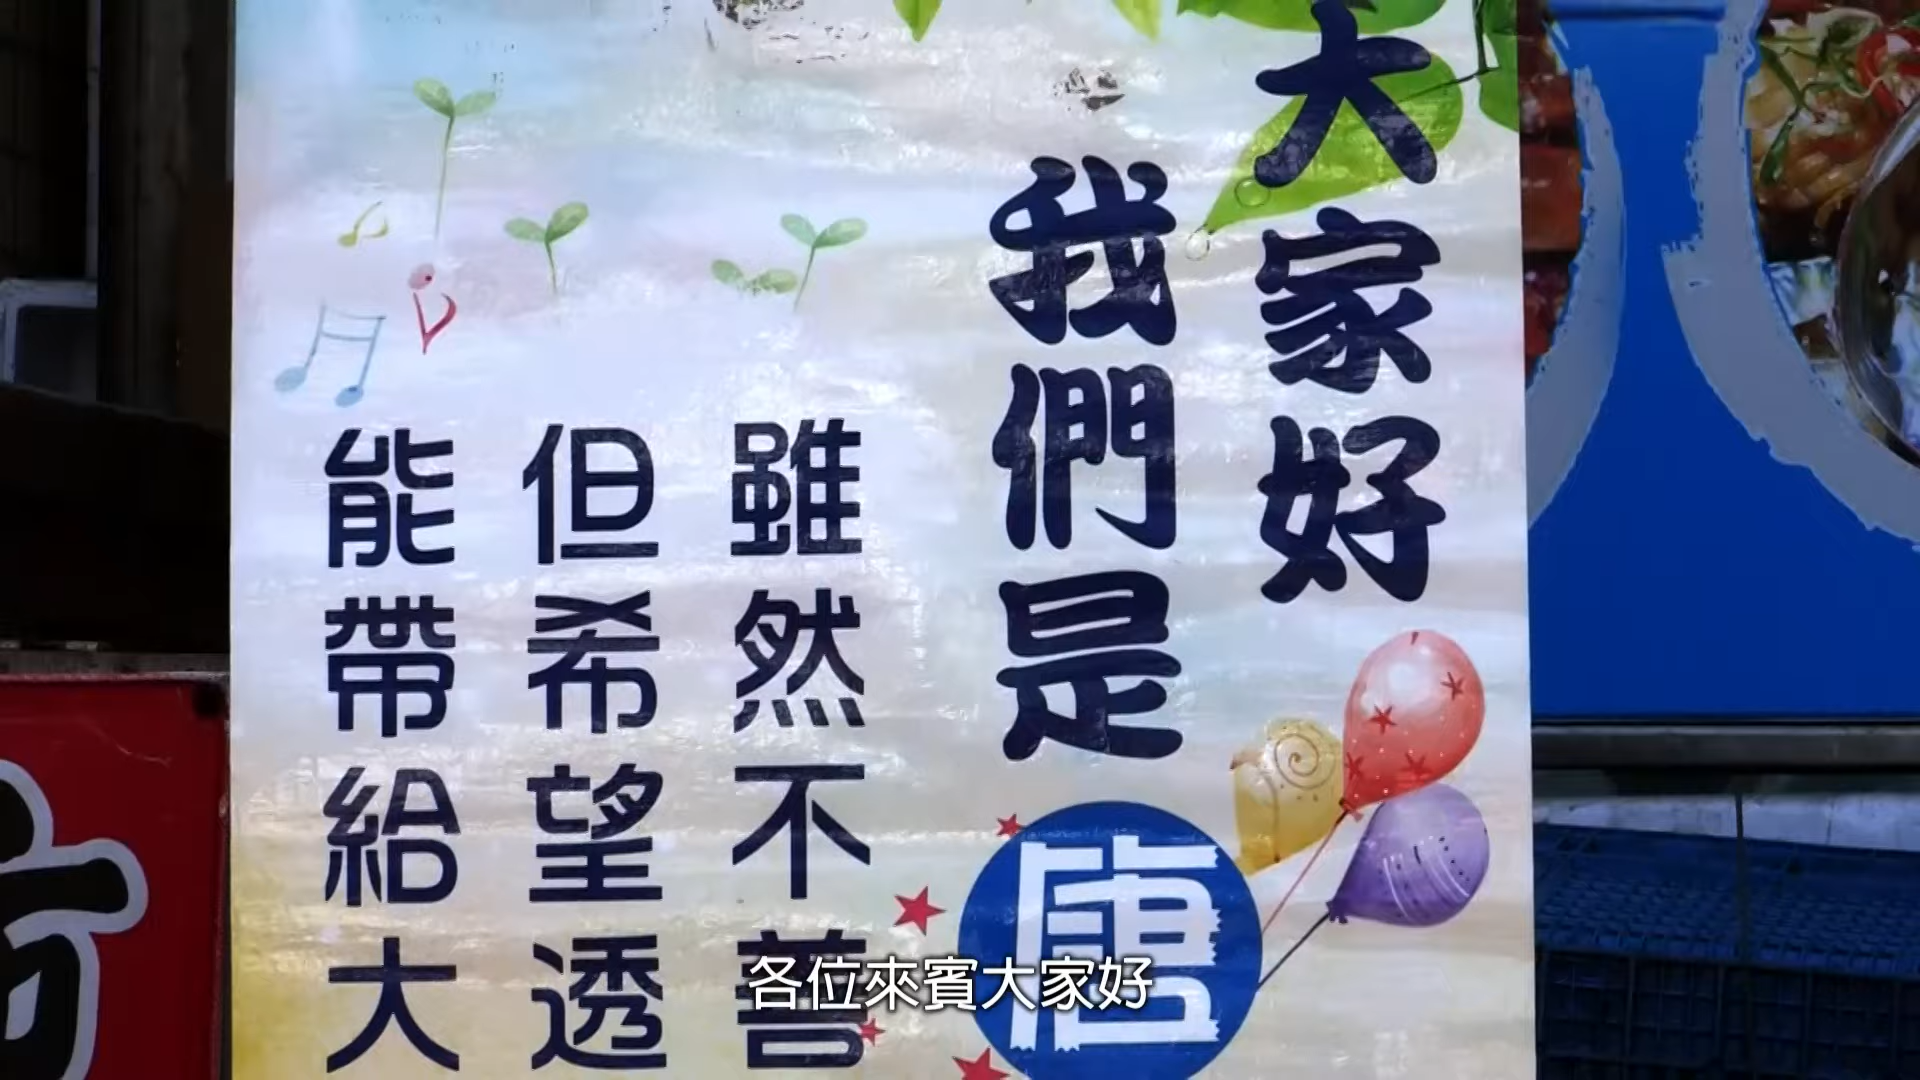 大家好
我們是
唐
雖然不善
但希望透
能帶給大
各位來賓大家好